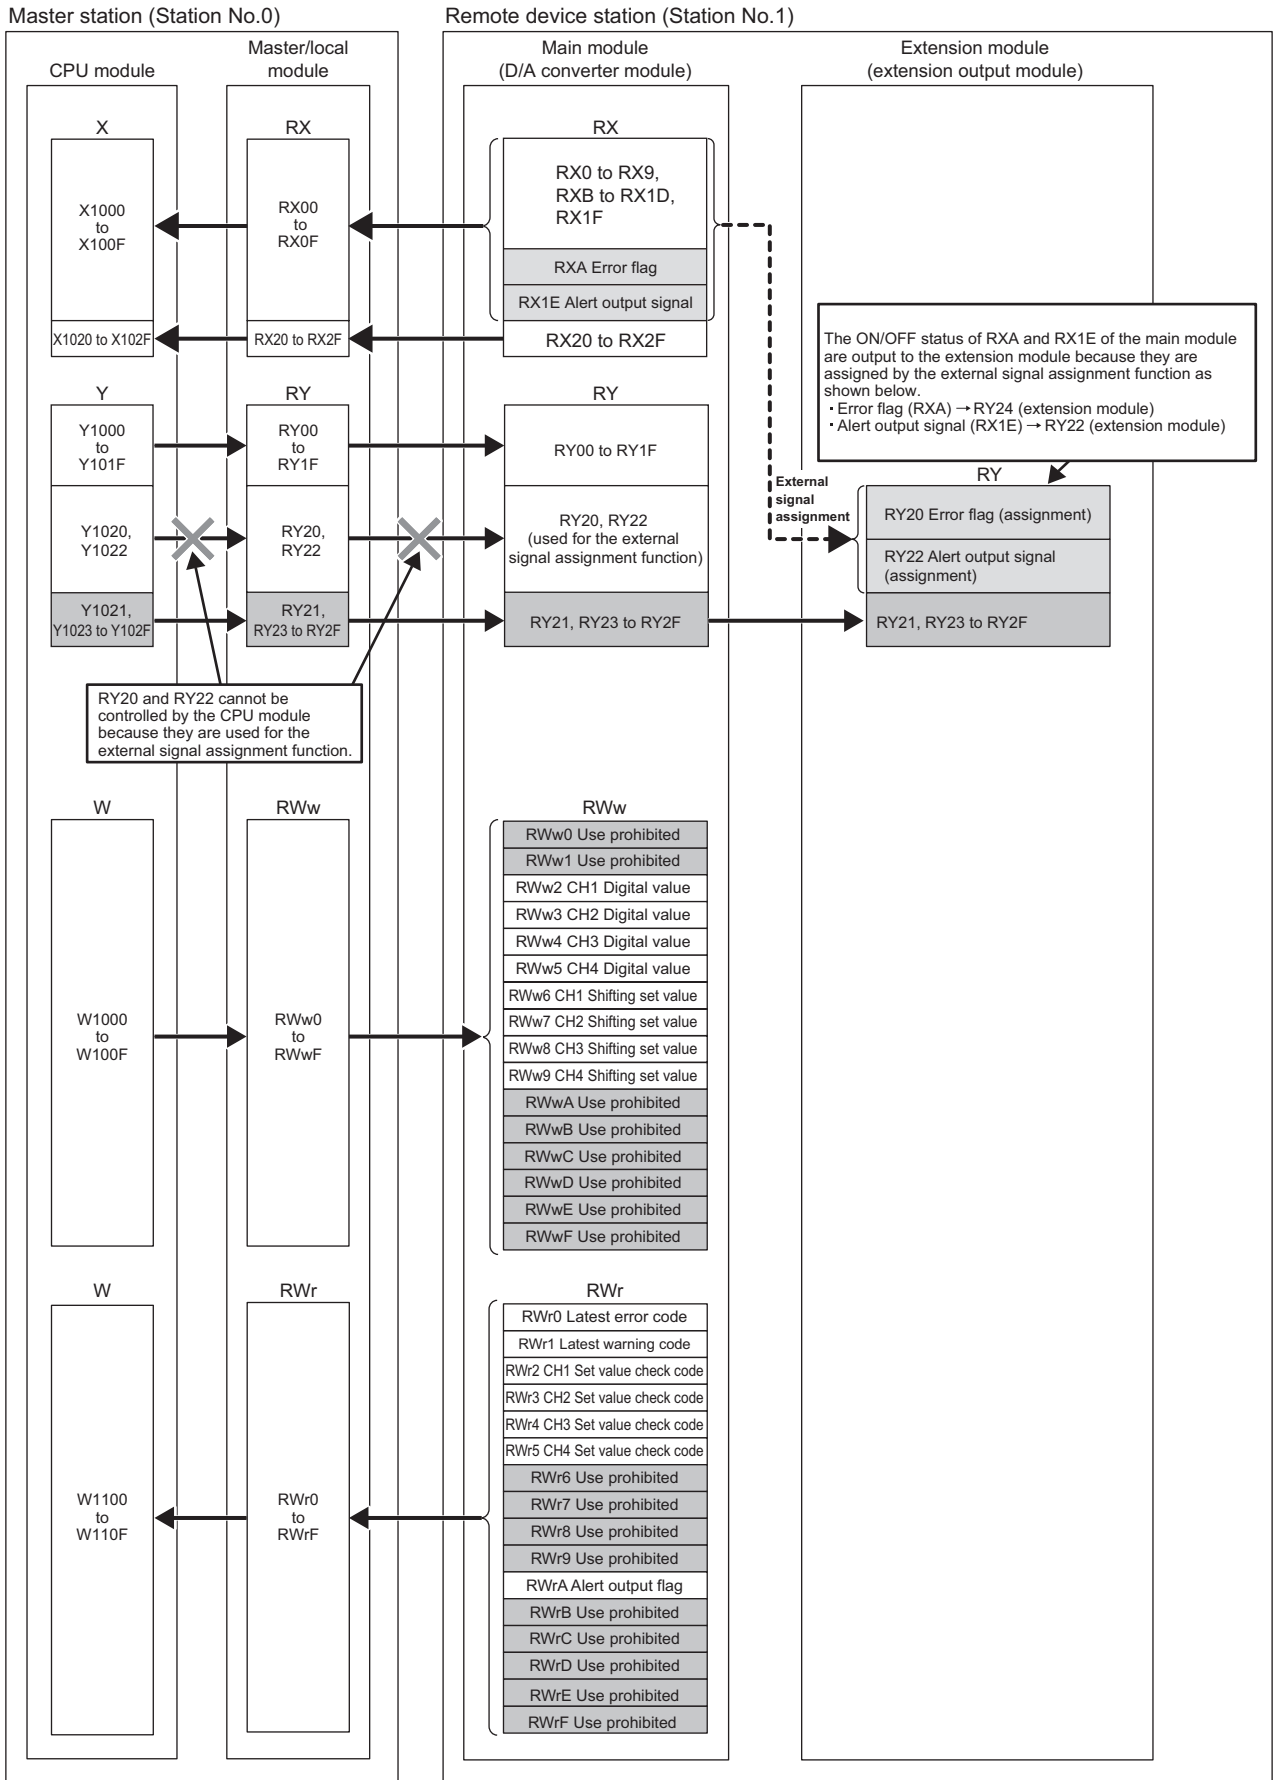 Master station (Station No.0)
Remote device station (Station No.1)
CPU module
Master/local
module
Main module
(D/A converter module)
Extension module
(extension output module)
X
RX
RX
X1000
to
X100F
RX00
to
RX0F
RX0 to RX9,
RXB to RX1D,
RX1F
RXA Error flag
RX1E Alert output signal
X1020 to X102F
RX20 to RX2F
RX20 to RX2F
The ON/OFF status of RXA and RX1E of the main module
are output to the extension module because they are
assigned by the external signal assignment function as
shown below.
・Error flag (RXA) → RY24 (extension module)
・Alert output signal (RX1E) → RY22 (extension module)
Y
RY
RY
Y1000
to
Y101F
RY00
to
RY1F
RY00 to RY1F
External
signal
assignment
RY
Y1020,
Y1022
RY20,
RY22
RY20, RY22
(used for the external
signal assignment function)
RY20 Error flag (assignment)
RY22 Alert output signal
(assignment)
Y1021,
Y1023 to Y102F
RY21,
RY23 to RY2F
RY21, RY23 to RY2F
RY21, RY23 to RY2F
RY20 and RY22 cannot be
controlled by the CPU module
because they are used for the
external signal assignment function.
W
RWw
RWw
W1000
to
W100F
RWw0
to
RWwF
RWw0 Use prohibited
RWw1 Use prohibited
RWw2 CH1 Digital value
RWw3 CH2 Digital value
RWw4 CH3 Digital value
RWw5 CH4 Digital value
RWw6 CH1 Shifting set value
RWw7 CH2 Shifting set value
RWw8 CH3 Shifting set value
RWw9 CH4 Shifting set value
RWwA Use prohibited
RWwB Use prohibited
RWwC Use prohibited
RWwD Use prohibited
RWwE Use prohibited
RWwF Use prohibited
W
RWr
RWr
W1100
to
W110F
RWr0
to
RWrF
RWr0 Latest error code
RWr1 Latest warning code
RWr2 CH1 Set value check code
RWr3 CH2 Set value check code
RWr4 CH3 Set value check code
RWr5 CH4 Set value check code
RWr6 Use prohibited
RWr7 Use prohibited
RWr8 Use prohibited
RWr9 Use prohibited
RWrA Alert output flag
RWrB Use prohibited
RWrC Use prohibited
RWrD Use prohibited
RWrE Use prohibited
RWrF Use prohibited